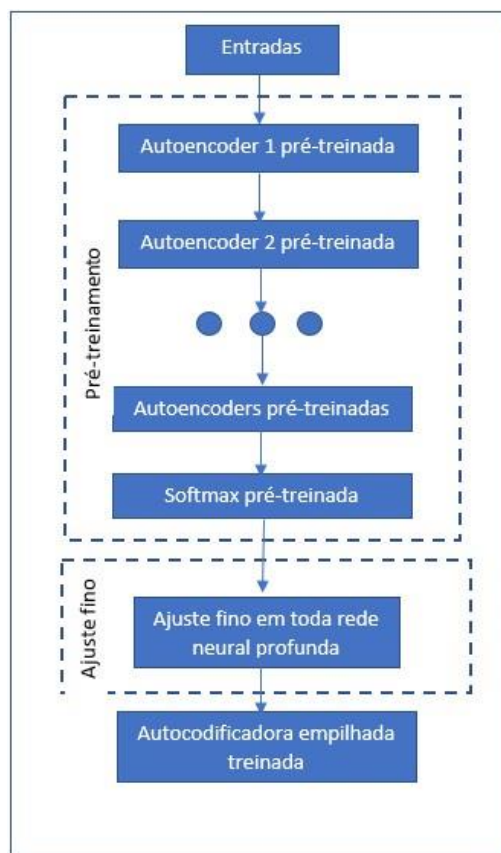 Entradas
Pré-treinamento
Autoencoder 1 pré-treinada
Autoencoder 2 pré-treinada
Autoencoders pré-treinadas
Softmax pré-treinada
Ajuste fino
Ajuste fino em toda rede
neural profunda
Autocodificadora empilhada
treinada